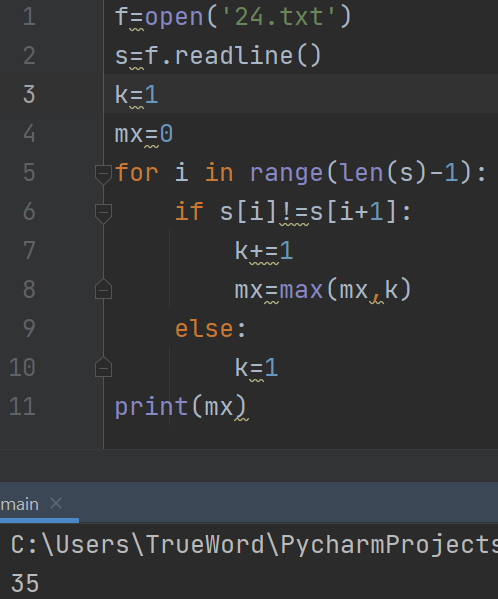 1 f=open('24.txt')
2 s=f.readline()
3 k=1
4 mx=0
5 for i in range(len(s)-1):
6     if s[i]!=s[i+1]:
7         k+=1
8         mx=max(mx,k)
9     else:
10         k=1
11 print(mx)
main ×
C:\Users\TrueWord\PycharmProjects
35